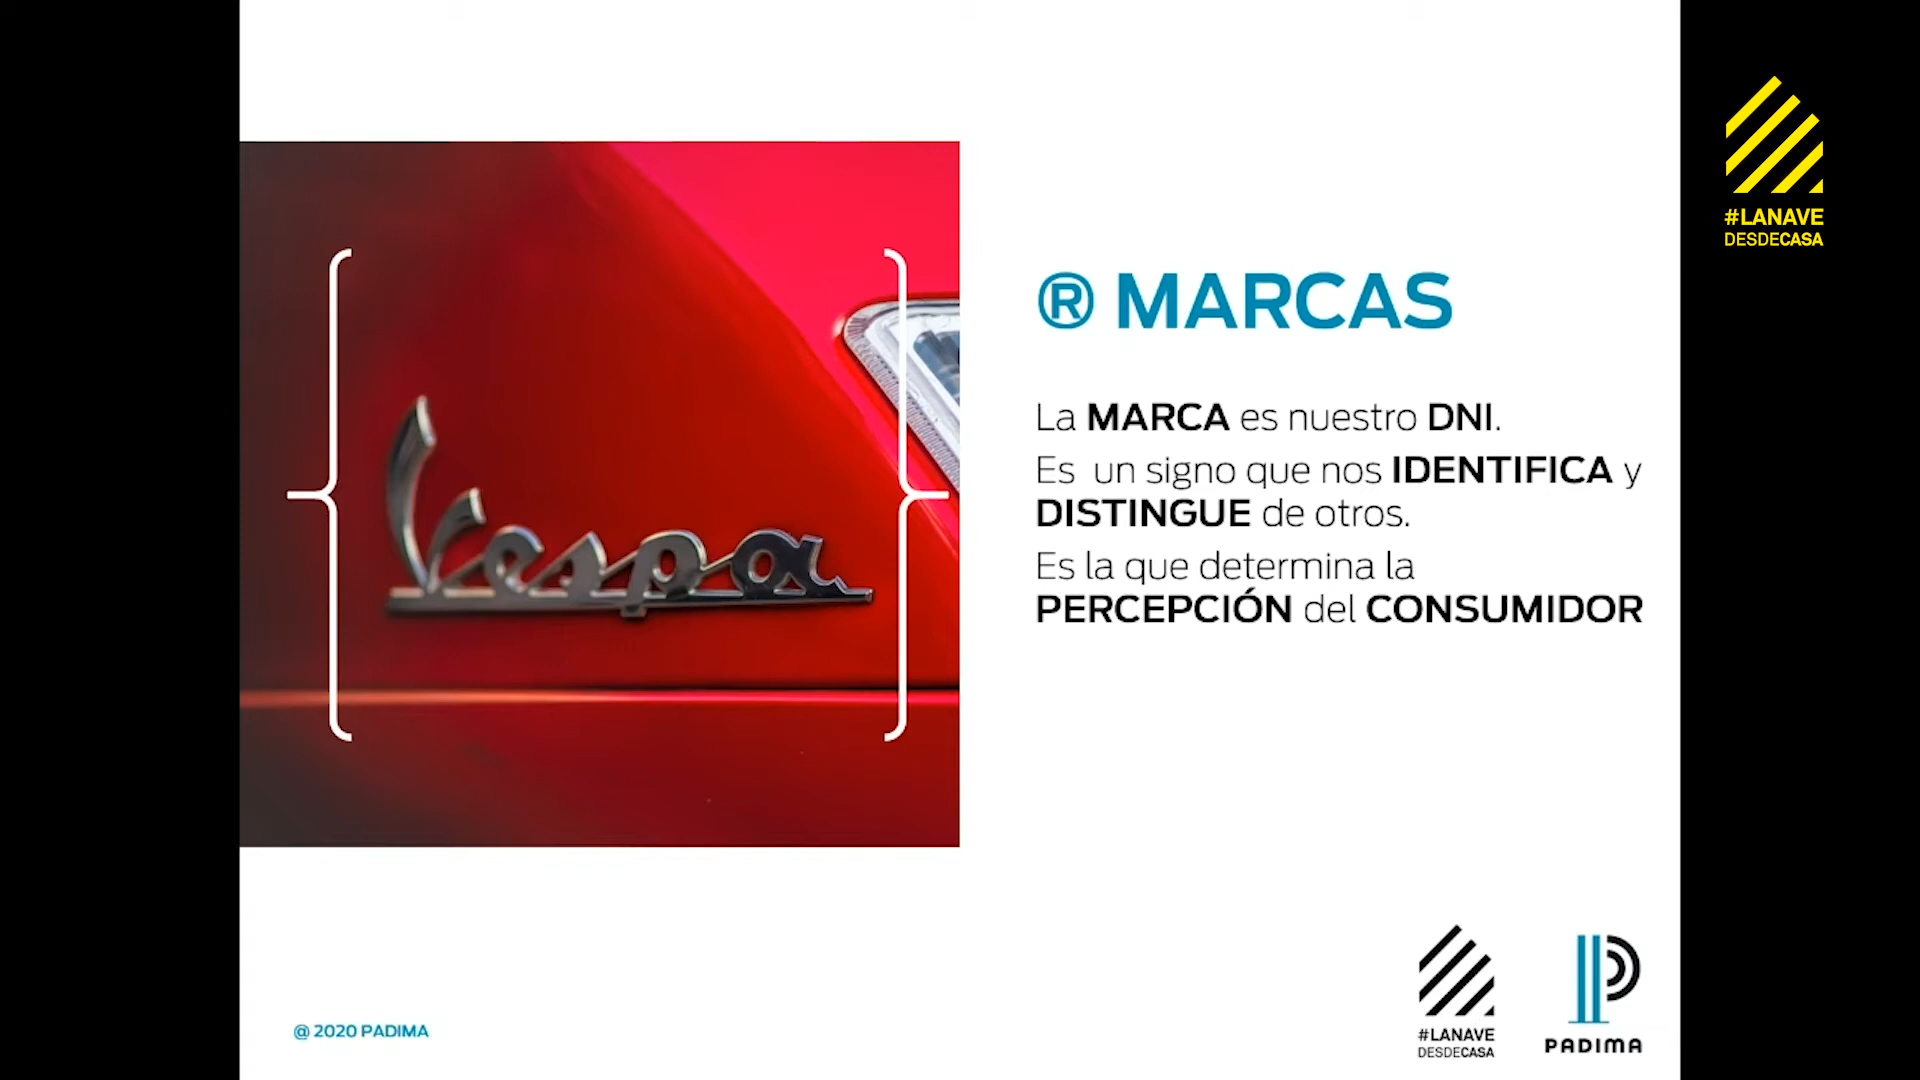 #LANAVE
DESDECASA
® MARCAS
La MARCA es nuestro DNI.
Es un signo que nos IDENTIFICA y
DISTINGUE de otros.
Es la que determina la
PERCEPCIÓN del CONSUMIDOR
Vespa
@ 2020 PADIMA
#LANAVE
DESDECASA
PADIMA